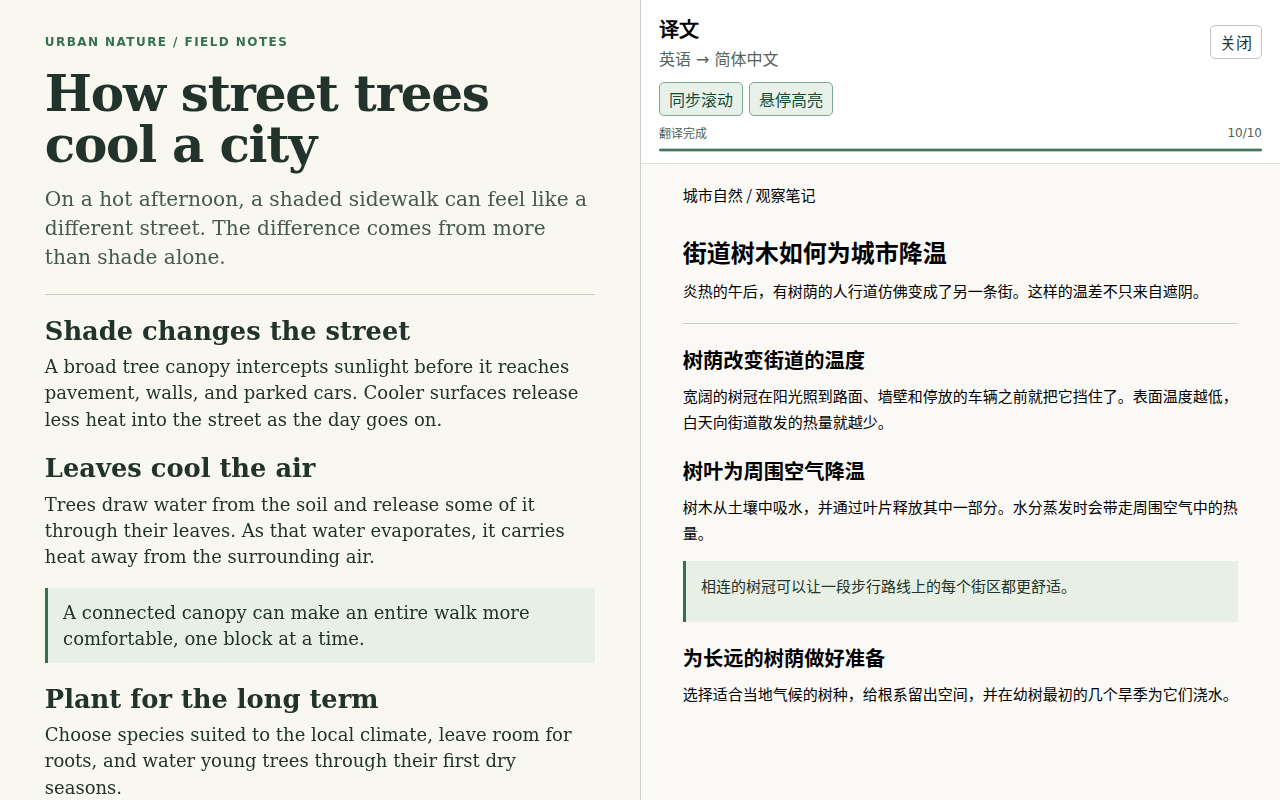 URBAN NATURE / FIELD NOTES
How street trees
cool a city
On a hot afternoon, a shaded sidewalk can feel like a
different street. The difference comes from more
than shade alone.
Shade changes the street
A broad tree canopy intercepts sunlight before it reaches
pavement, walls, and parked cars. Cooler surfaces release
less heat into the street as the day goes on.
Leaves cool the air
Trees draw water from the soil and release some of it
through their leaves. As that water evaporates, it carries
heat away from the surrounding air.
A connected canopy can make an entire walk more
comfortable, one block at a time.
Plant for the long term
Choose species suited to the local climate, leave room for
roots, and water young trees through their first dry
seasons.
译文
英语 → 简体中文
关闭
同步滚动 悬停高亮
翻译完成 10/10
城市自然 / 观察笔记
街道树木如何为城市降温
炎热的午后，有树荫的人行道仿佛变成了另一条街。这样的温差不只来自遮阴。
树荫改变街道的温度
宽阔的树冠在阳光照到路面、墙壁和停放的车辆之前就把它挡住了。表面温度越低，
白天向街道散发的热量就越少。
树叶为周围空气降温
树木从土壤中吸水，并通过叶片释放其中一部分。水分蒸发时会带走周围空气中的热
量。
相连的树冠可以让一段步行路线上的每个街区都更舒适。
为长远的树荫做好准备
选择适合当地气候的树种，给根系留出空间，并在幼树最初的几个旱季为它们浇水。